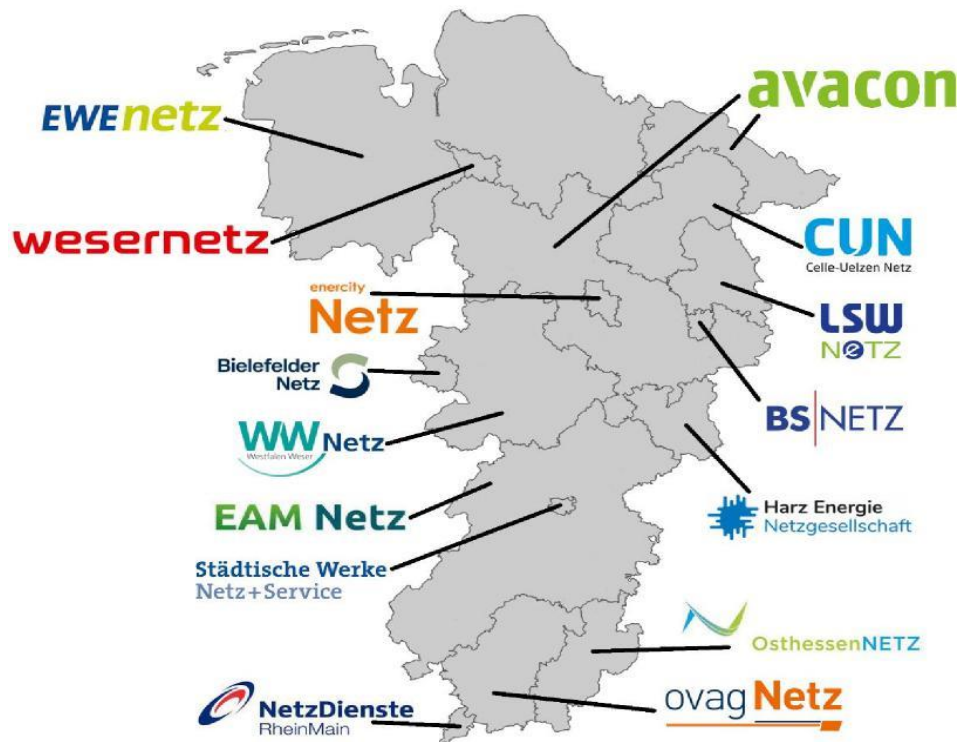 avacon
EWEnetz
wesernetz
CUN
Celle-Uelzen Netz
enercity
Netz
LSW
NETZ
Bielefelder
Netz
BS|NETZ
WW Netz
Westfalen Weser
EAM Netz
Harz Energie
Netzgesellschaft
Städtische Werke
Netz+Service
OsthessenNETZ
NetzDienste
RheinMain
ovag Netz